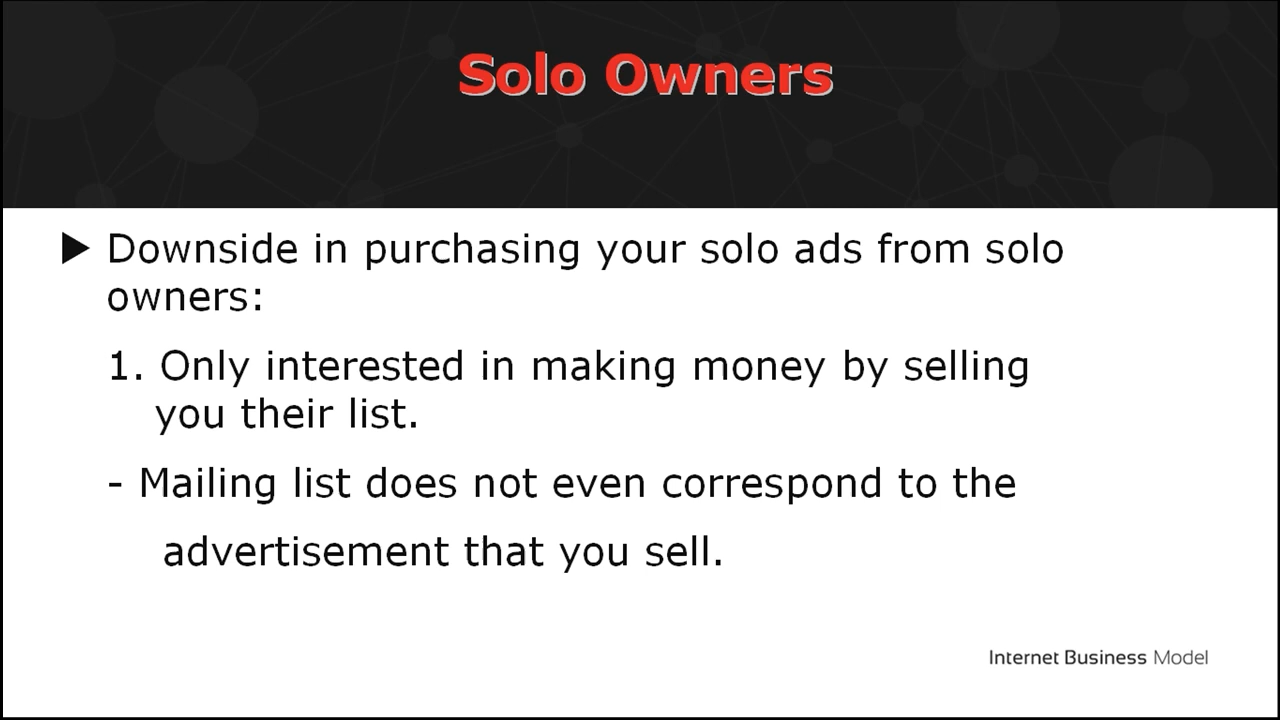 Solo Owners
Downside in purchasing your solo ads from solo
owners:
1. Only interested in making money by selling
you their list.
- Mailing list does not even correspond to the
advertisement that you sell.
Internet Business Model